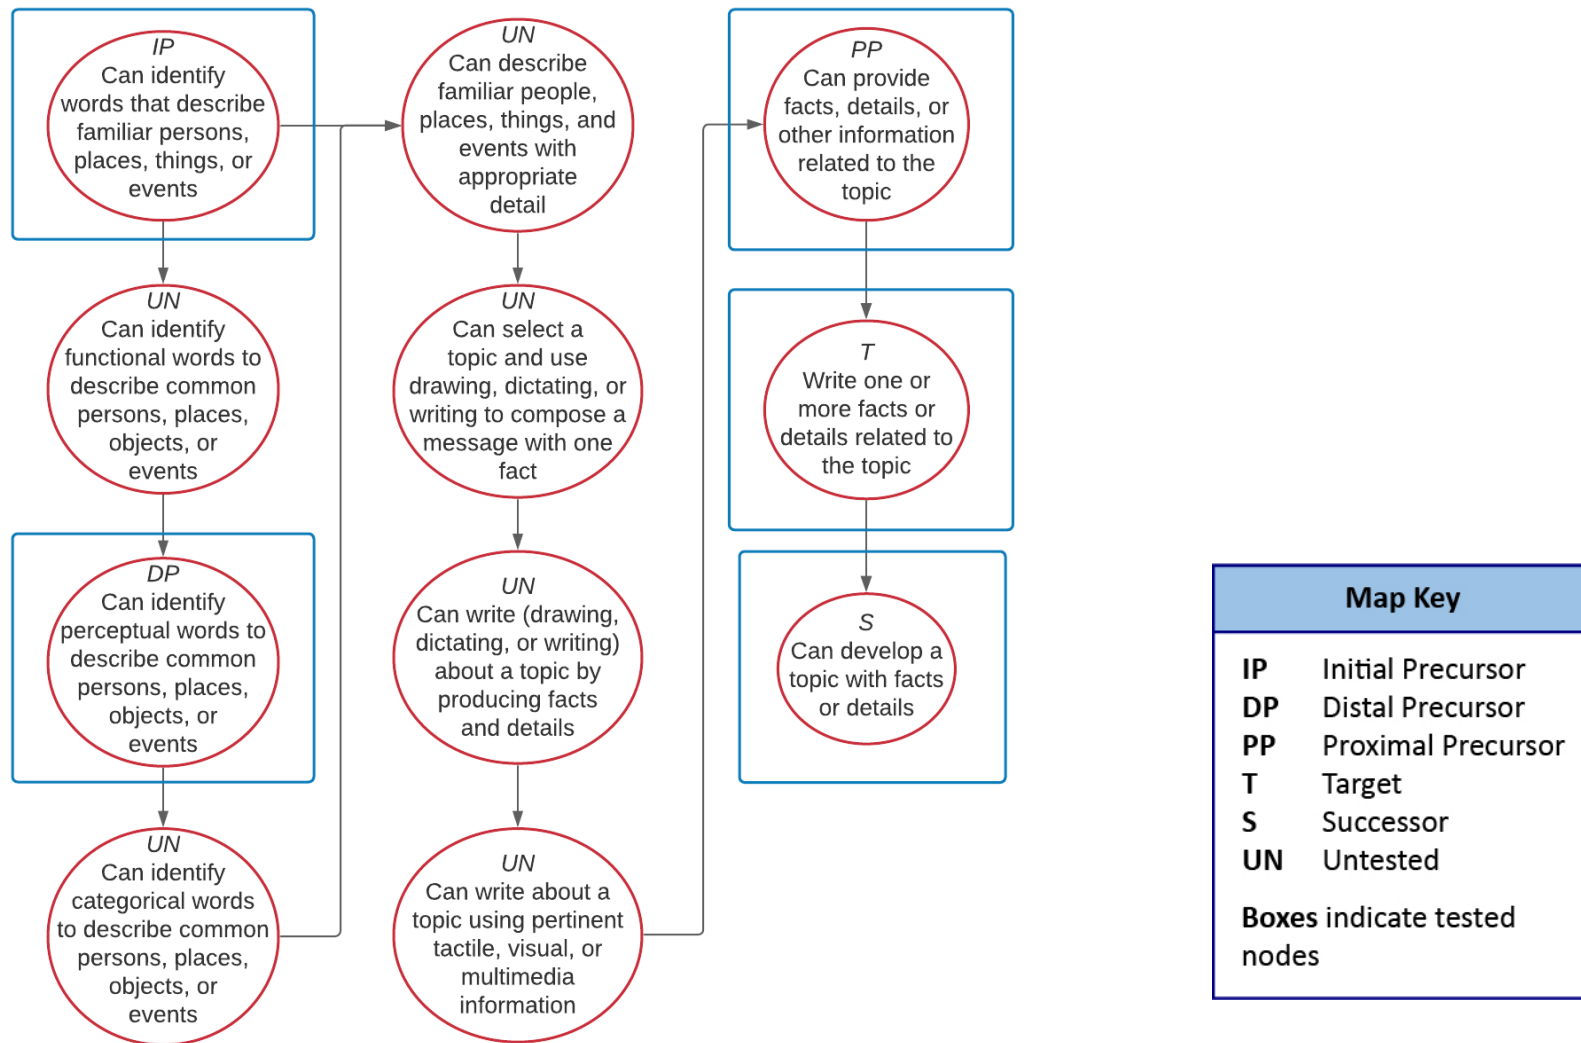 IP
Can identify
words that describe
familiar persons,
places, things, or
events
UN
Can identify
functional words to
describe common
persons, places,
objects, or
events
DP
Can identify
perceptual words to
describe common
persons, places,
objects, or
events
UN
Can identify
categorical words
to describe common
persons, places,
objects, or
events
UN
Can describe
familiar people,
places, things, and
events with
appropriate
detail
UN
Can select a
topic and use
drawing, dictating, or
writing to compose a
message with one
fact
UN
Can write (drawing,
dictating, or writing)
about a topic by
producing facts
and details
UN
Can write about a
topic using pertinent
tactile, visual, or
multimedia
information
PP
Can provide
facts, details, or
other information
related to the
topic
T
Write one or
more facts or
details related to
the topic
S
Can develop a
topic with facts
or details
Map Key
IP Initial Precursor
DP Distal Precursor
PP Proximal Precursor
T Target
S Successor
UN Untested
Boxes indicate tested
nodes